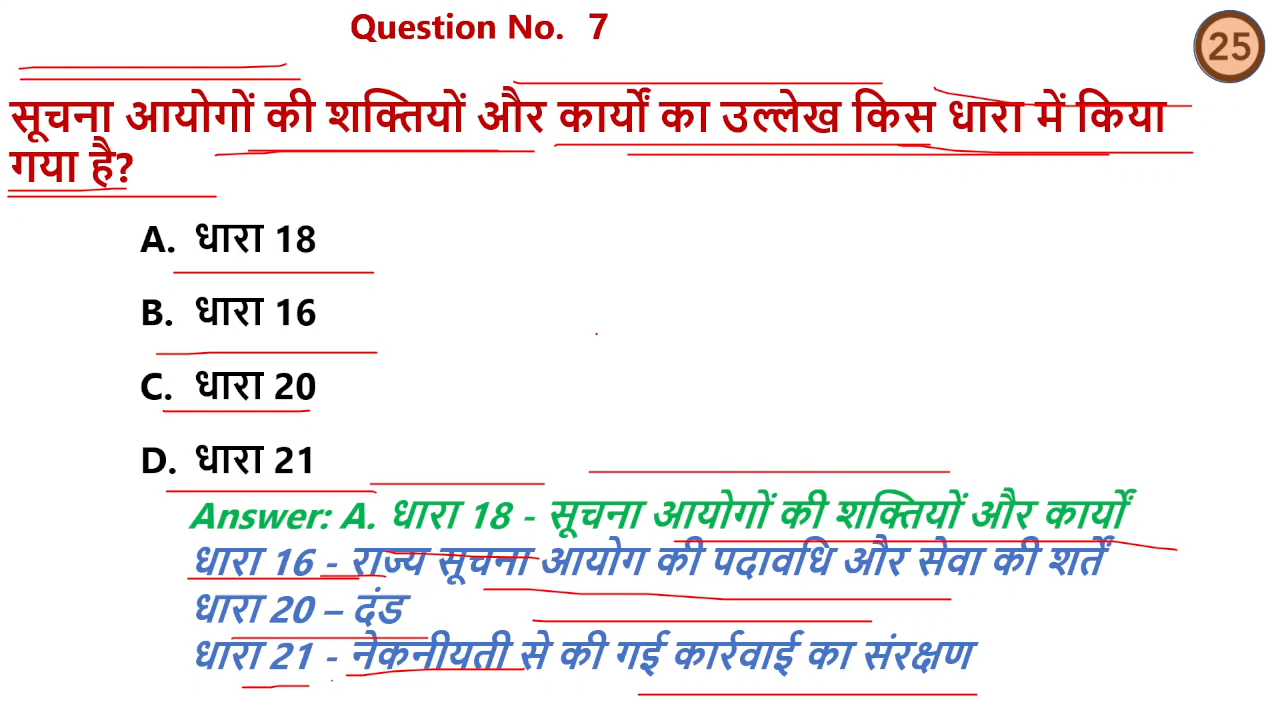 Question No. 7
25
सूचना आयोगों की शक्तियों और कार्यों का उल्लेख किस धारा में किया
गया है?
A. धारा 18
B. धारा 16
C. धारा 20
D. धारा 21
Answer: A. धारा 18 - सूचना आयोगों की शक्तियों और कार्यों
धारा 16 - राज्य सूचना आयोग की पदावधि और सेवा की शर्तें
धारा 20 – दंड
धारा 21 - नेकनीयती से की गई कार्रवाई का संरक्षण